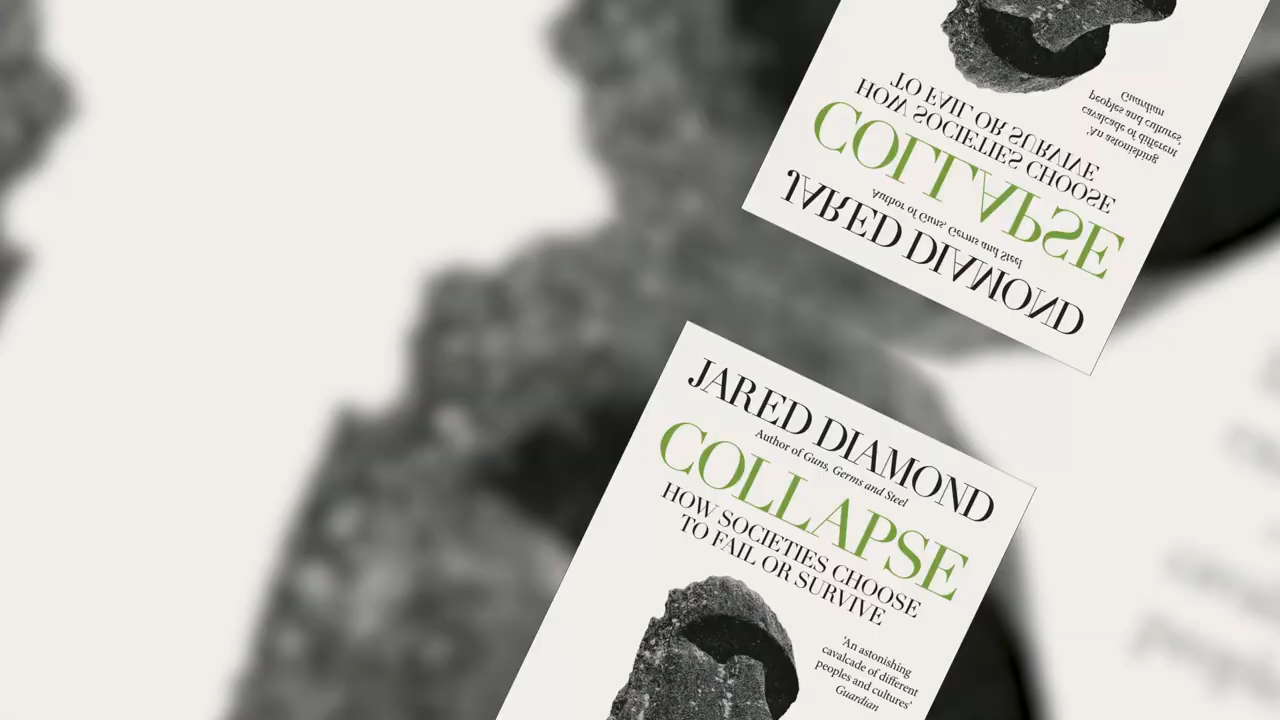 JARED DIAMOND
Author of Guns, Germs and Steel
COLLAPSE
HOW SOCIETIES CHOOSE
TO FAIL OR SURVIVE
'An astonishing
cavalcade of different
peoples and cultures'
Guardian
JARED DIAMOND
Author of Guns, Germs and Steel
COLLAPSE
HOW SOCIETIES CHOOSE
TO FAIL OR SURVIVE
'An astonishing
cavalcade of different
peoples and cultures'
Guardian